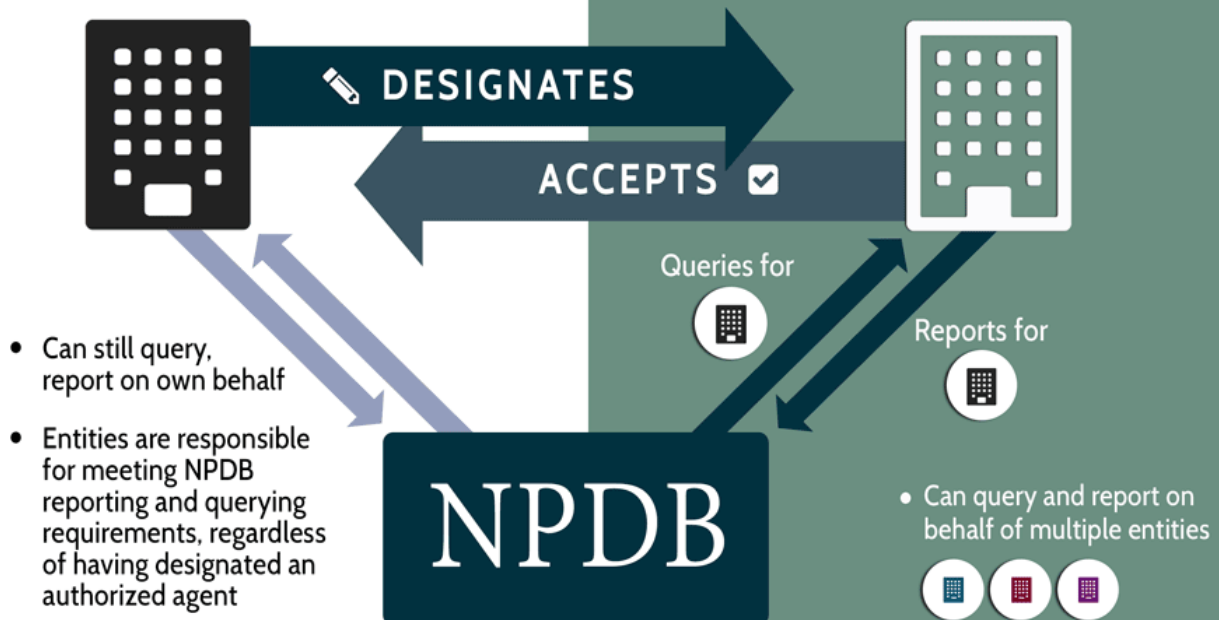 DESIGNATES
ACCEPTS
Queries for
Reports for
• Can still query,
report on own behalf
• Entities are responsible
for meeting NPDB
reporting and querying
requirements, regardless
of having designated an
authorized agent
NPDB
• Can query and report on
behalf of multiple entities